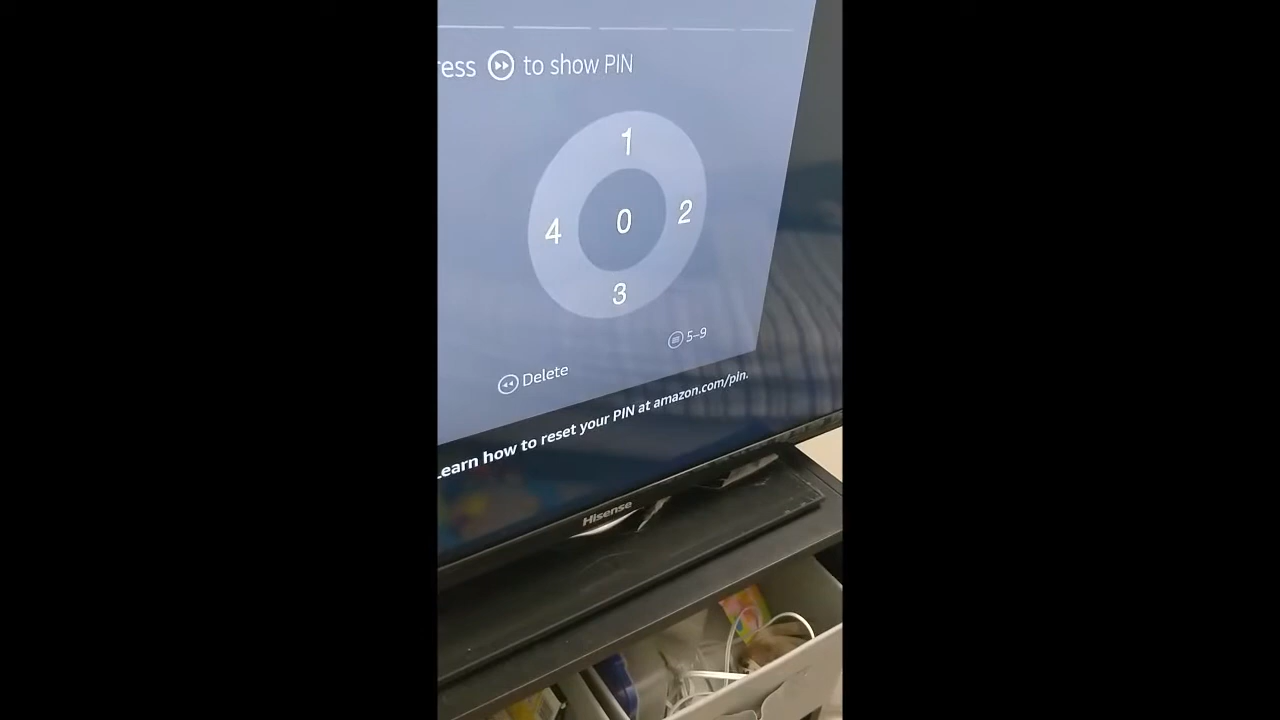 ress to show PIN
1
4 0 2
3
5–9
Delete
Learn how to reset your PIN at amazon.com/pin.
Hisense